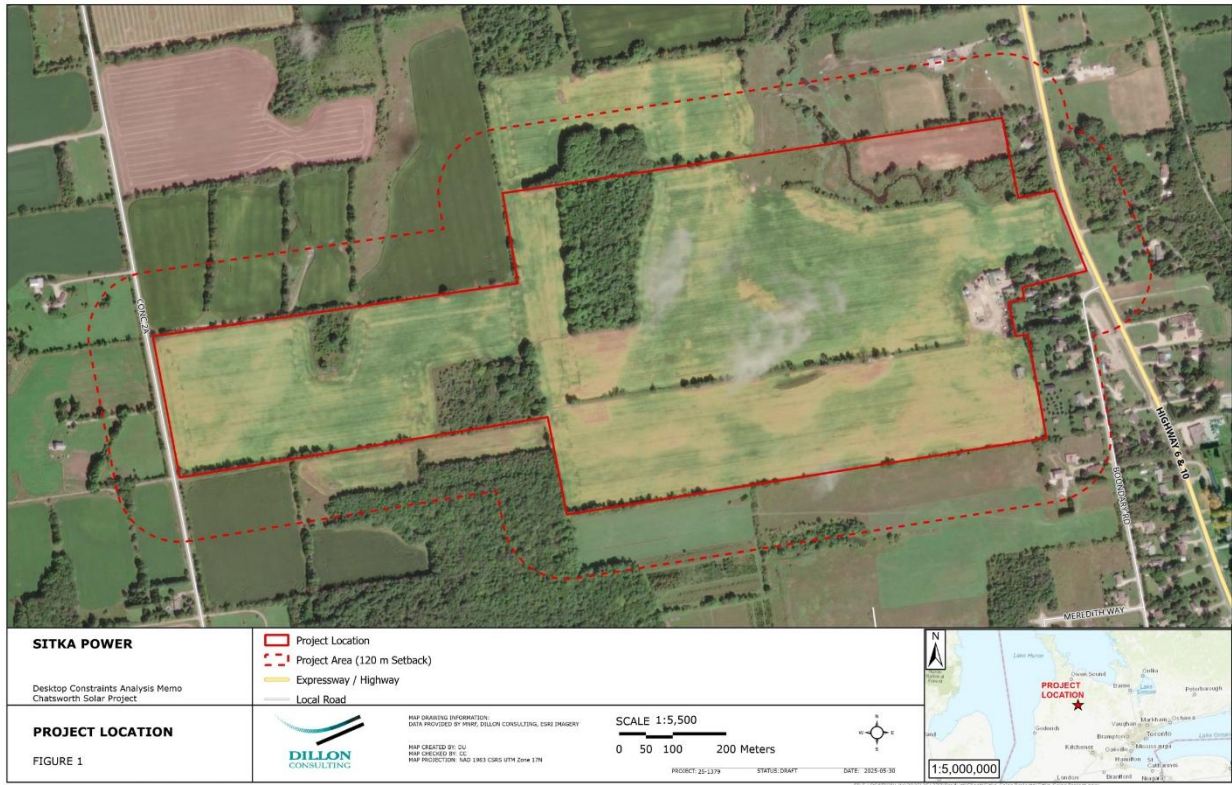 CONC 2A
HIGHWAY 6 & 10
BOUNDARY RD
MEREDITH WAY
SITKA POWER
Desktop Constraints Analysis Memo
Chatsworth Solar Project
PROJECT LOCATION
FIGURE 1
Project Location
Project Area (120 m Setback)
Expressway / Highway
Local Road
DILLON
CONSULTING
MAP DRAWING INFORMATION:
DATA PROVIDED BY MNRF, DILLON CONSULTING, ESRI IMAGERY
MAP CREATED BY: DU
MAP CHECKED BY: CC
MAP PROJECTION: NAD 1983 CSRS UTM Zone 17N
SCALE 1:5,500
0 50 100 200 Meters
N
W E
S
PROJECT: 25-1379
STATUS: DRAFT
DATE: 2025-05-30
N
Lake Huron
Owen Sound
Orillia
Barrie
Lake
Simcoe
Peterborough
PROJECT
LOCATION
Goderich
Vaughan
Markham
Oshawa
Brampton
Toronto
Kitchener
Oakville
Mississauga
Hamilton
St.
Catharines
London
Brantford
Niagara
1:5,000,000